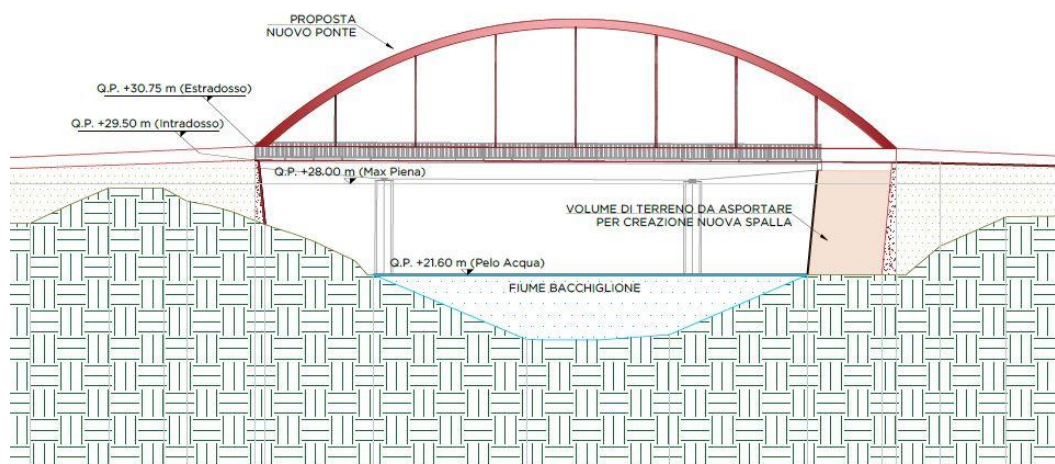 PROPOSTA
NUOVO PONTE
Q.P. +30.75 m (Estradosso)
Q.P. +29.50 m (Intradosso)
Q.P. +28.00 m (Max Piena)
VOLUME DI TERRENO DA ASPORTARE
PER CREAZIONE NUOVA SPALLA
Q.P. +21.60 m (Pelo Acqua)
FIUME BACCHIGLIONE